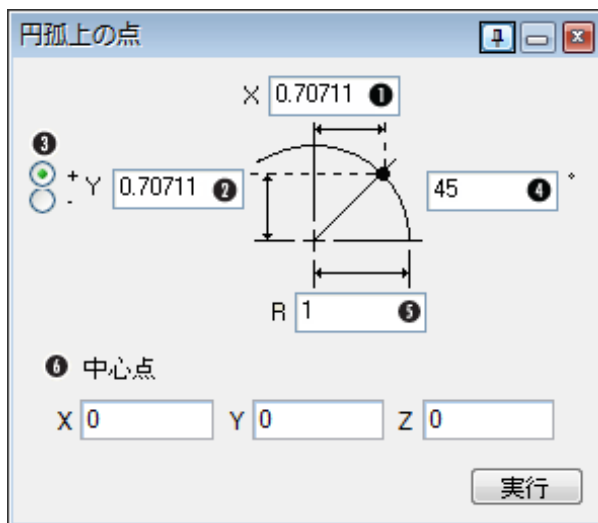 円孤上の点
X 0.70711 ❶
❸
+
- Y 0.70711 ❷
45 ❹ °
R 1 ❺
❻ 中心点
X 0 Y 0 Z 0
実行